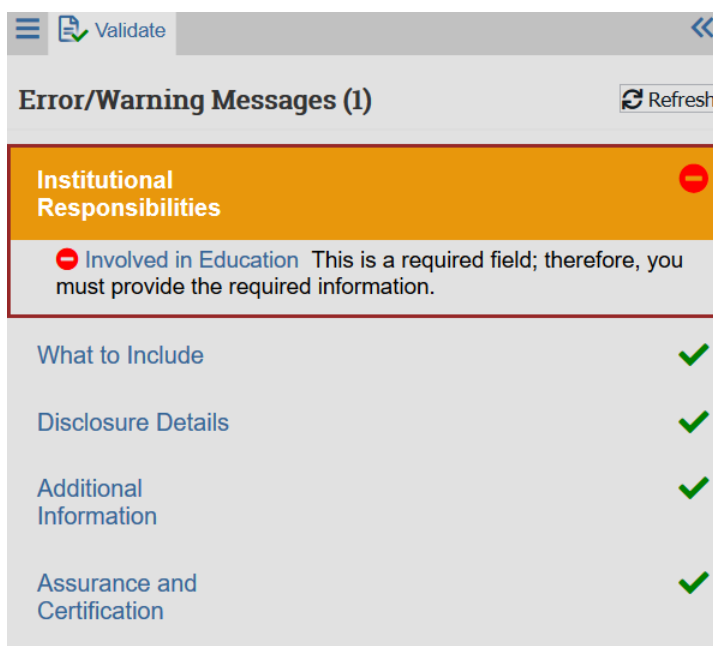 Validate
Error/Warning Messages (1)
Refresh
Institutional
Responsibilities
Involved in Education This is a required field; therefore, you
must provide the required information.
What to Include
Disclosure Details
Additional
Information
Assurance and
Certification